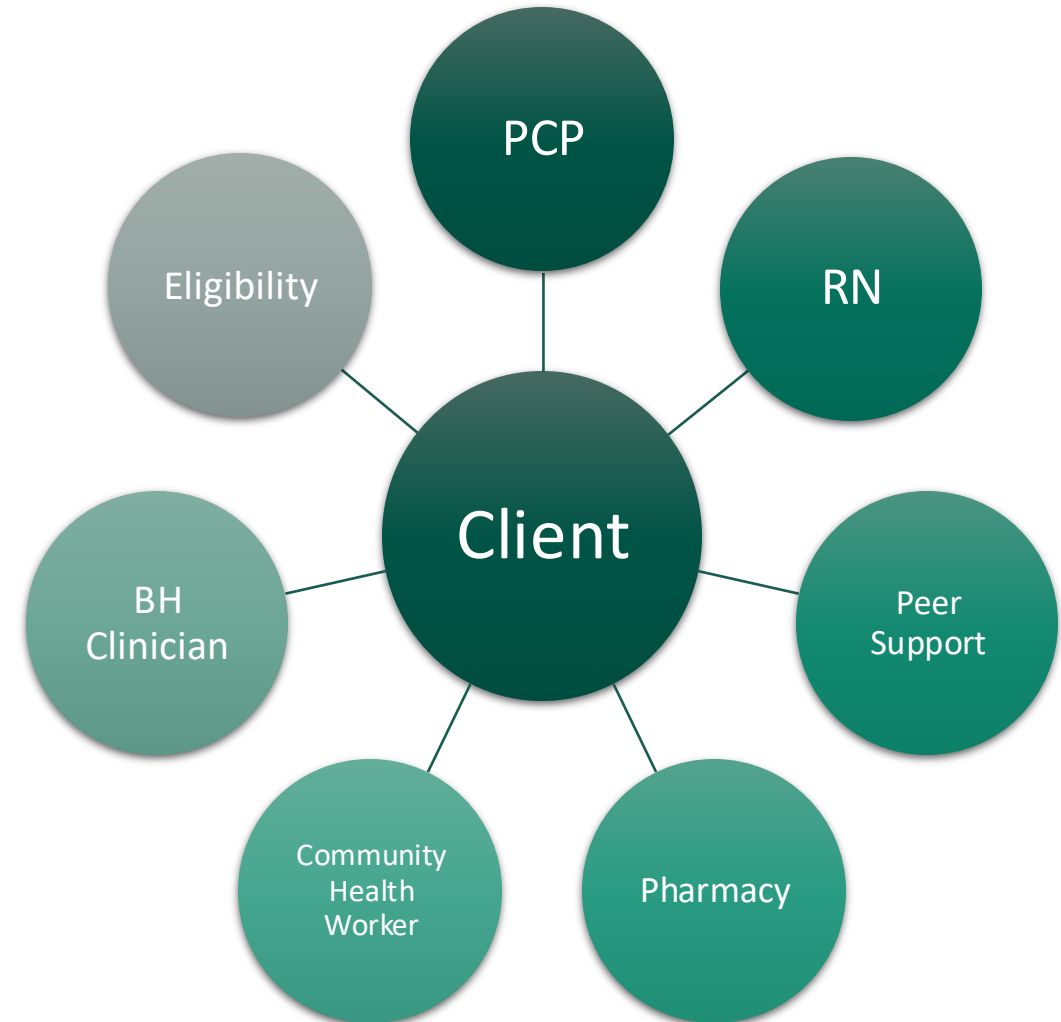 PCP
RN
Eligibility
Client
Peer
Support
BH
Clinician
Community
Health
Worker
Pharmacy